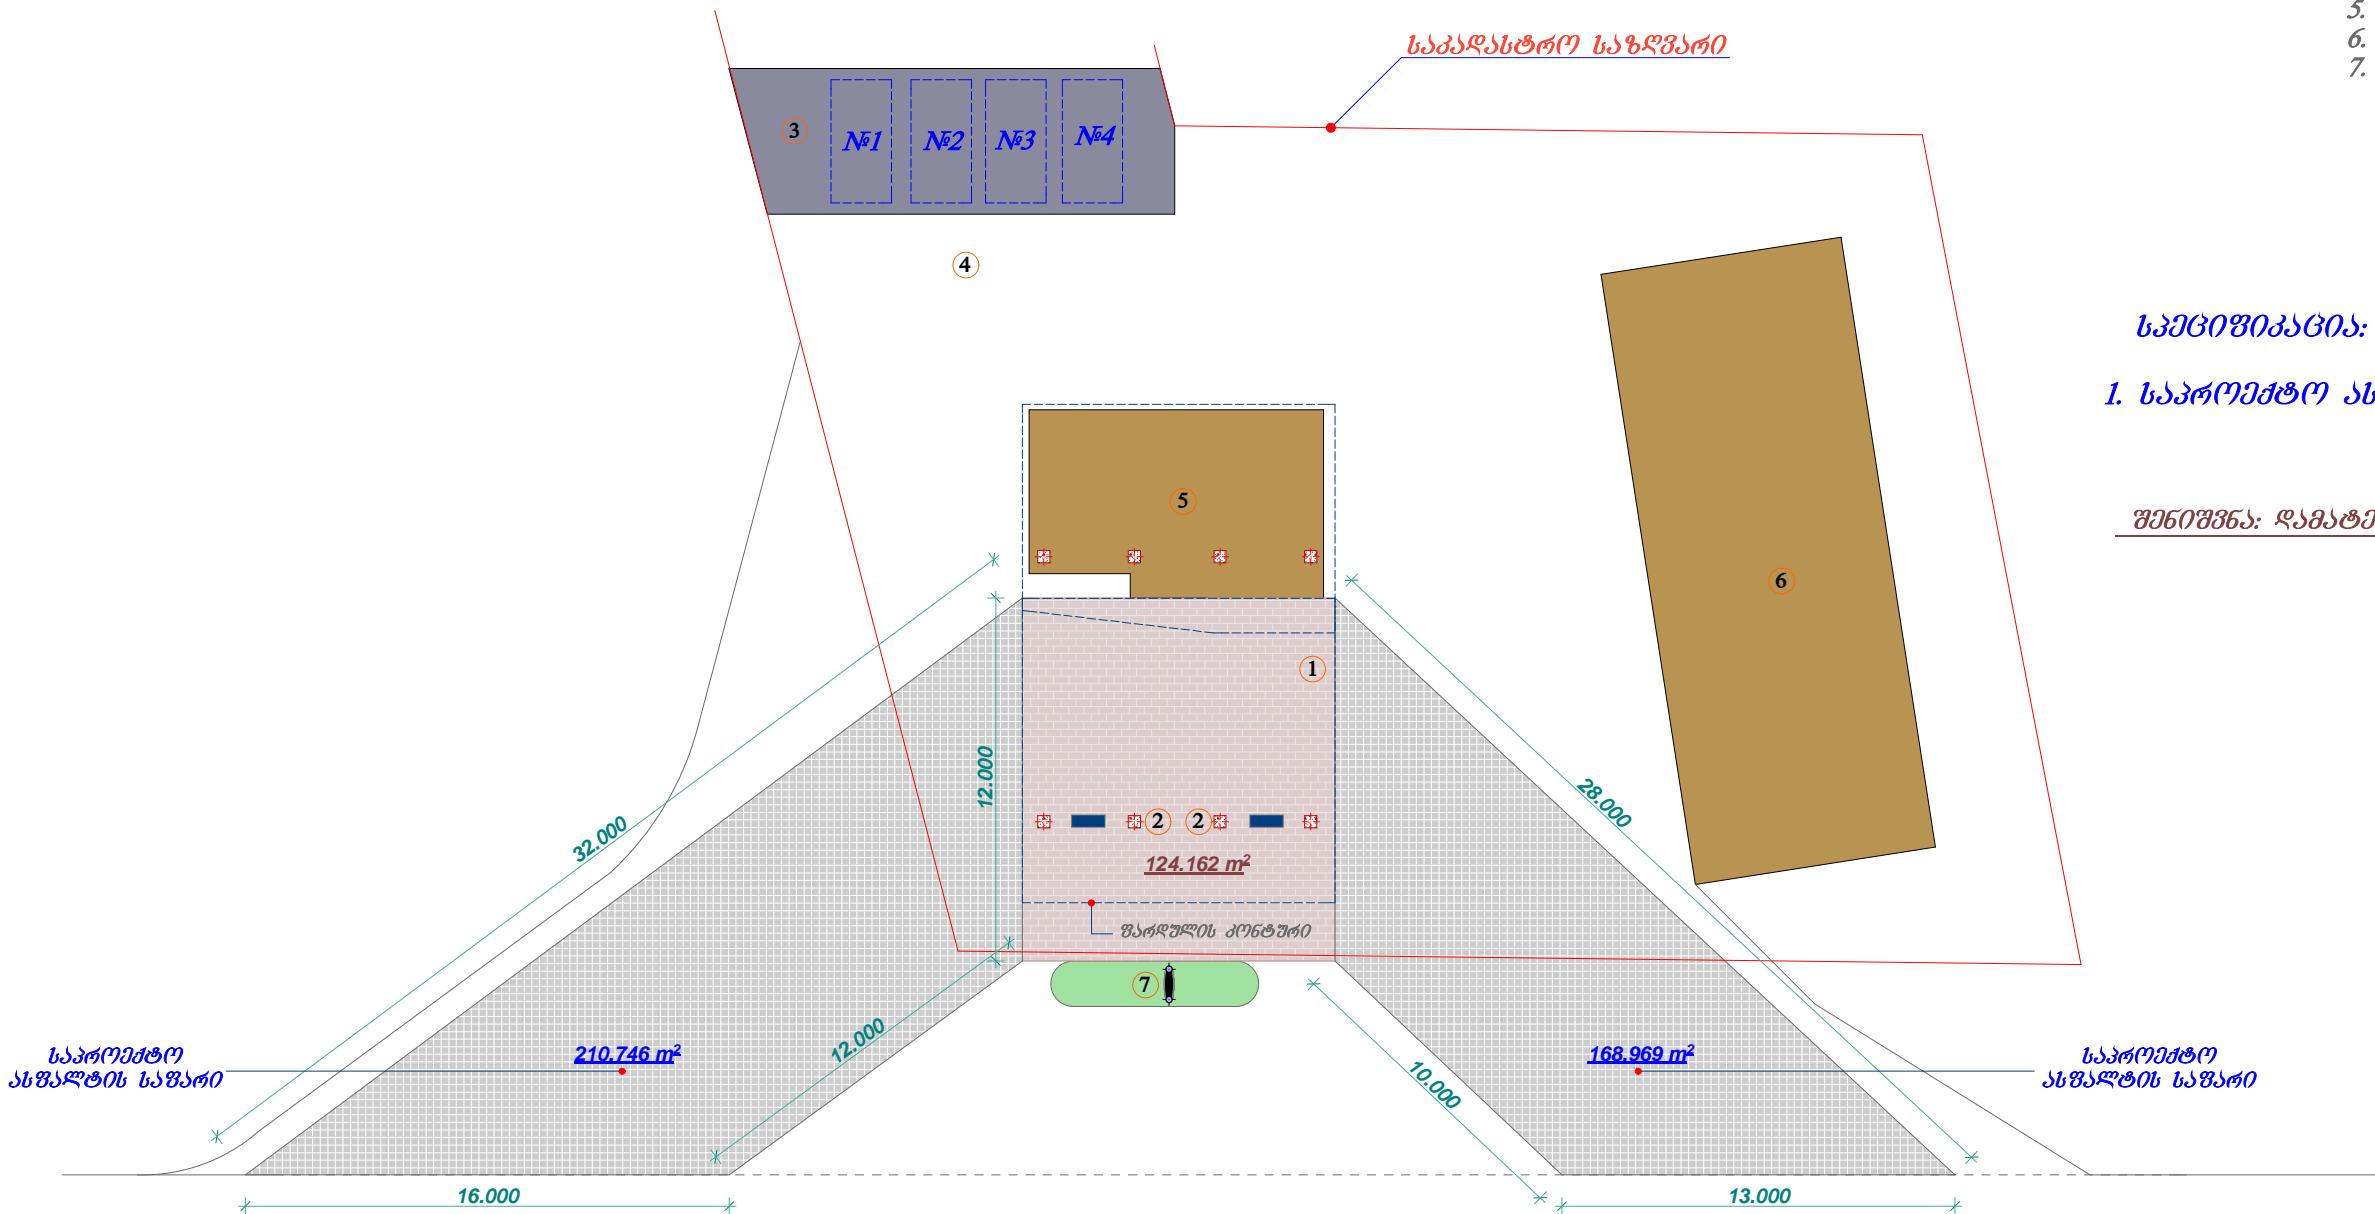 5.
6.
7.
საკადასტრო საზღვარი
3
№1
№2
№3
№4
4
სპეციფიკაცია:
1. საპროექტო ას
შენიშვნა: დამატე
5
6
1
12.000
32.000
28.000
2
2
124.162 m²
ფარდულის კონტური
7
12.000
10.000
210.746 m²
168.969 m²
საპროექტო
ასფალტის საფარი
საპროექტო
ასფალტის საფარი
16.000
13.000